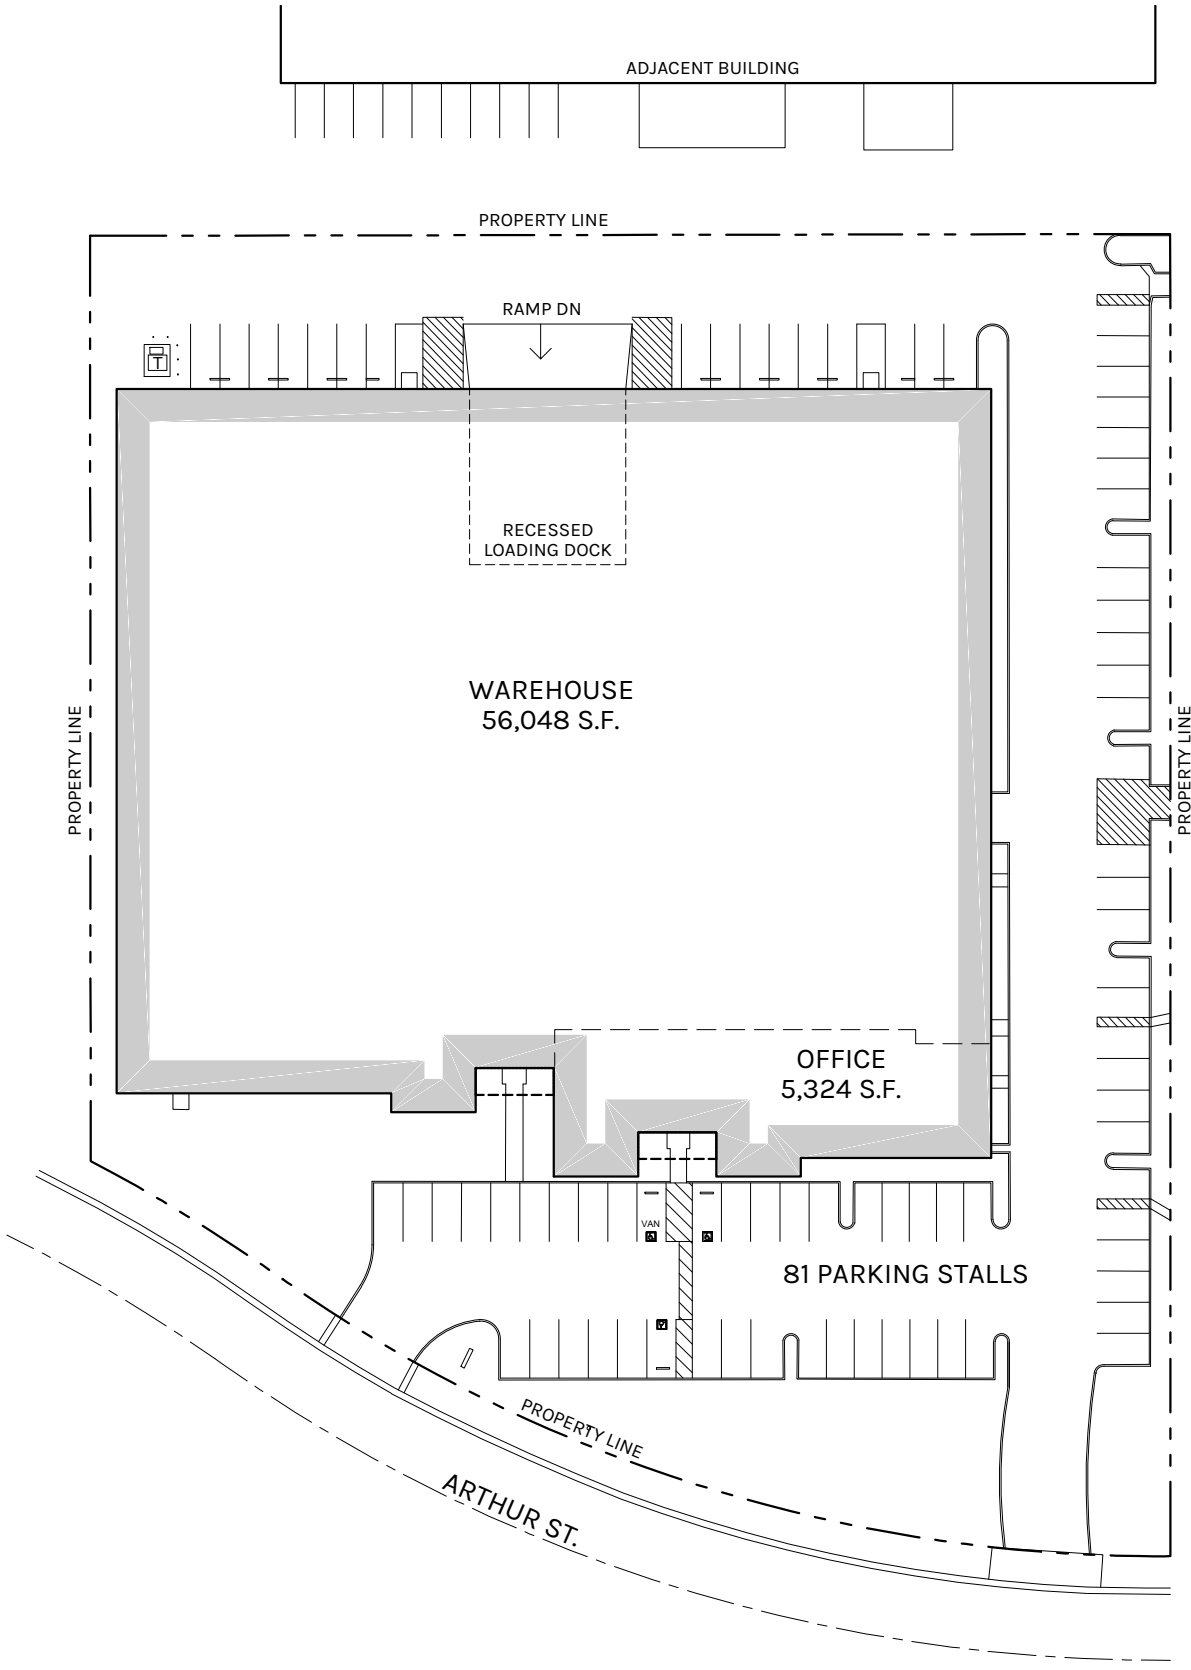 ADJACENT BUILDING
PROPERTY LINE
RAMP DN
T
RECESSED
LOADING DOCK
WAREHOUSE
56,048 S.F.
PROPERTY LINE
PROPERTY LINE
OFFICE
5,324 S.F.
VAN
81 PARKING STALLS
PROPERTY LINE
ARTHUR ST.